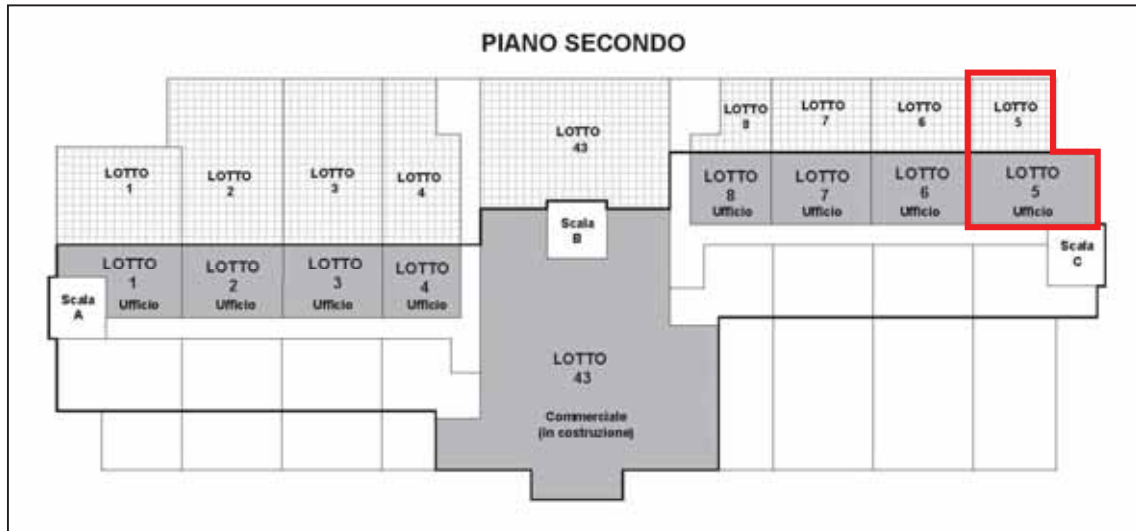 PIANO SECONDO
LOTTO
1
LOTTO
2
LOTTO
3
LOTTO
4
LOTTO
43
LOTTO
8
LOTTO
7
LOTTO
6
LOTTO
5
LOTTO
8
Ufficio
LOTTO
7
Ufficio
LOTTO
6
Ufficio
LOTTO
5
Ufficio
Scala
B
Scala
C
LOTTO
1
Ufficio
LOTTO
2
Ufficio
LOTTO
3
Ufficio
LOTTO
4
Ufficio
Scala
A
LOTTO
43
Commerciale
(in costruzione)